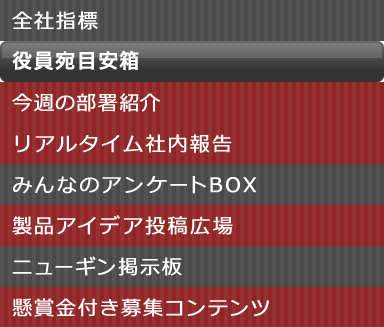 全社指標
役員宛目安箱
今週の部署紹介
リアルタイム社内報告
みんなのアンケートBOX
製品アイデア投稿広場
ニューギン掲示板
懸賞金付き募集コンテンツ